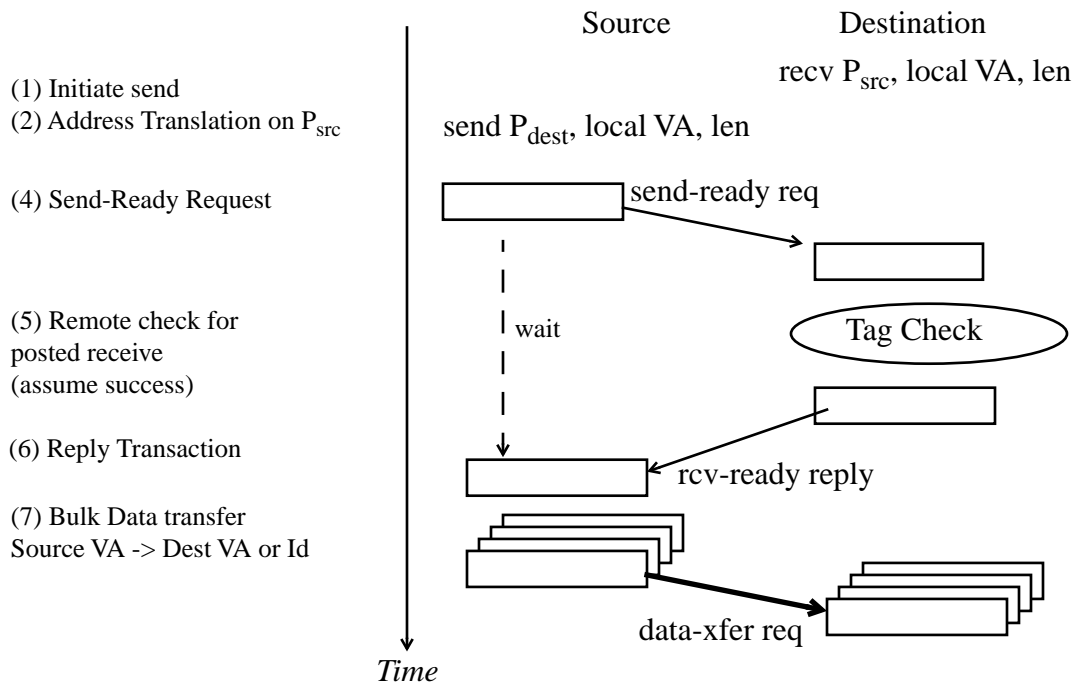 Source
Destination
recv P_src, local VA, len
(1) Initiate send
(2) Address Translation on P_src
send P_dest, local VA, len
(4) Send-Ready Request
send-ready req
(5) Remote check for
posted receive
(assume success)
wait
Tag Check
(6) Reply Transaction
rcv-ready reply
(7) Bulk Data transfer
Source VA -> Dest VA or Id
data-xfer req
Time